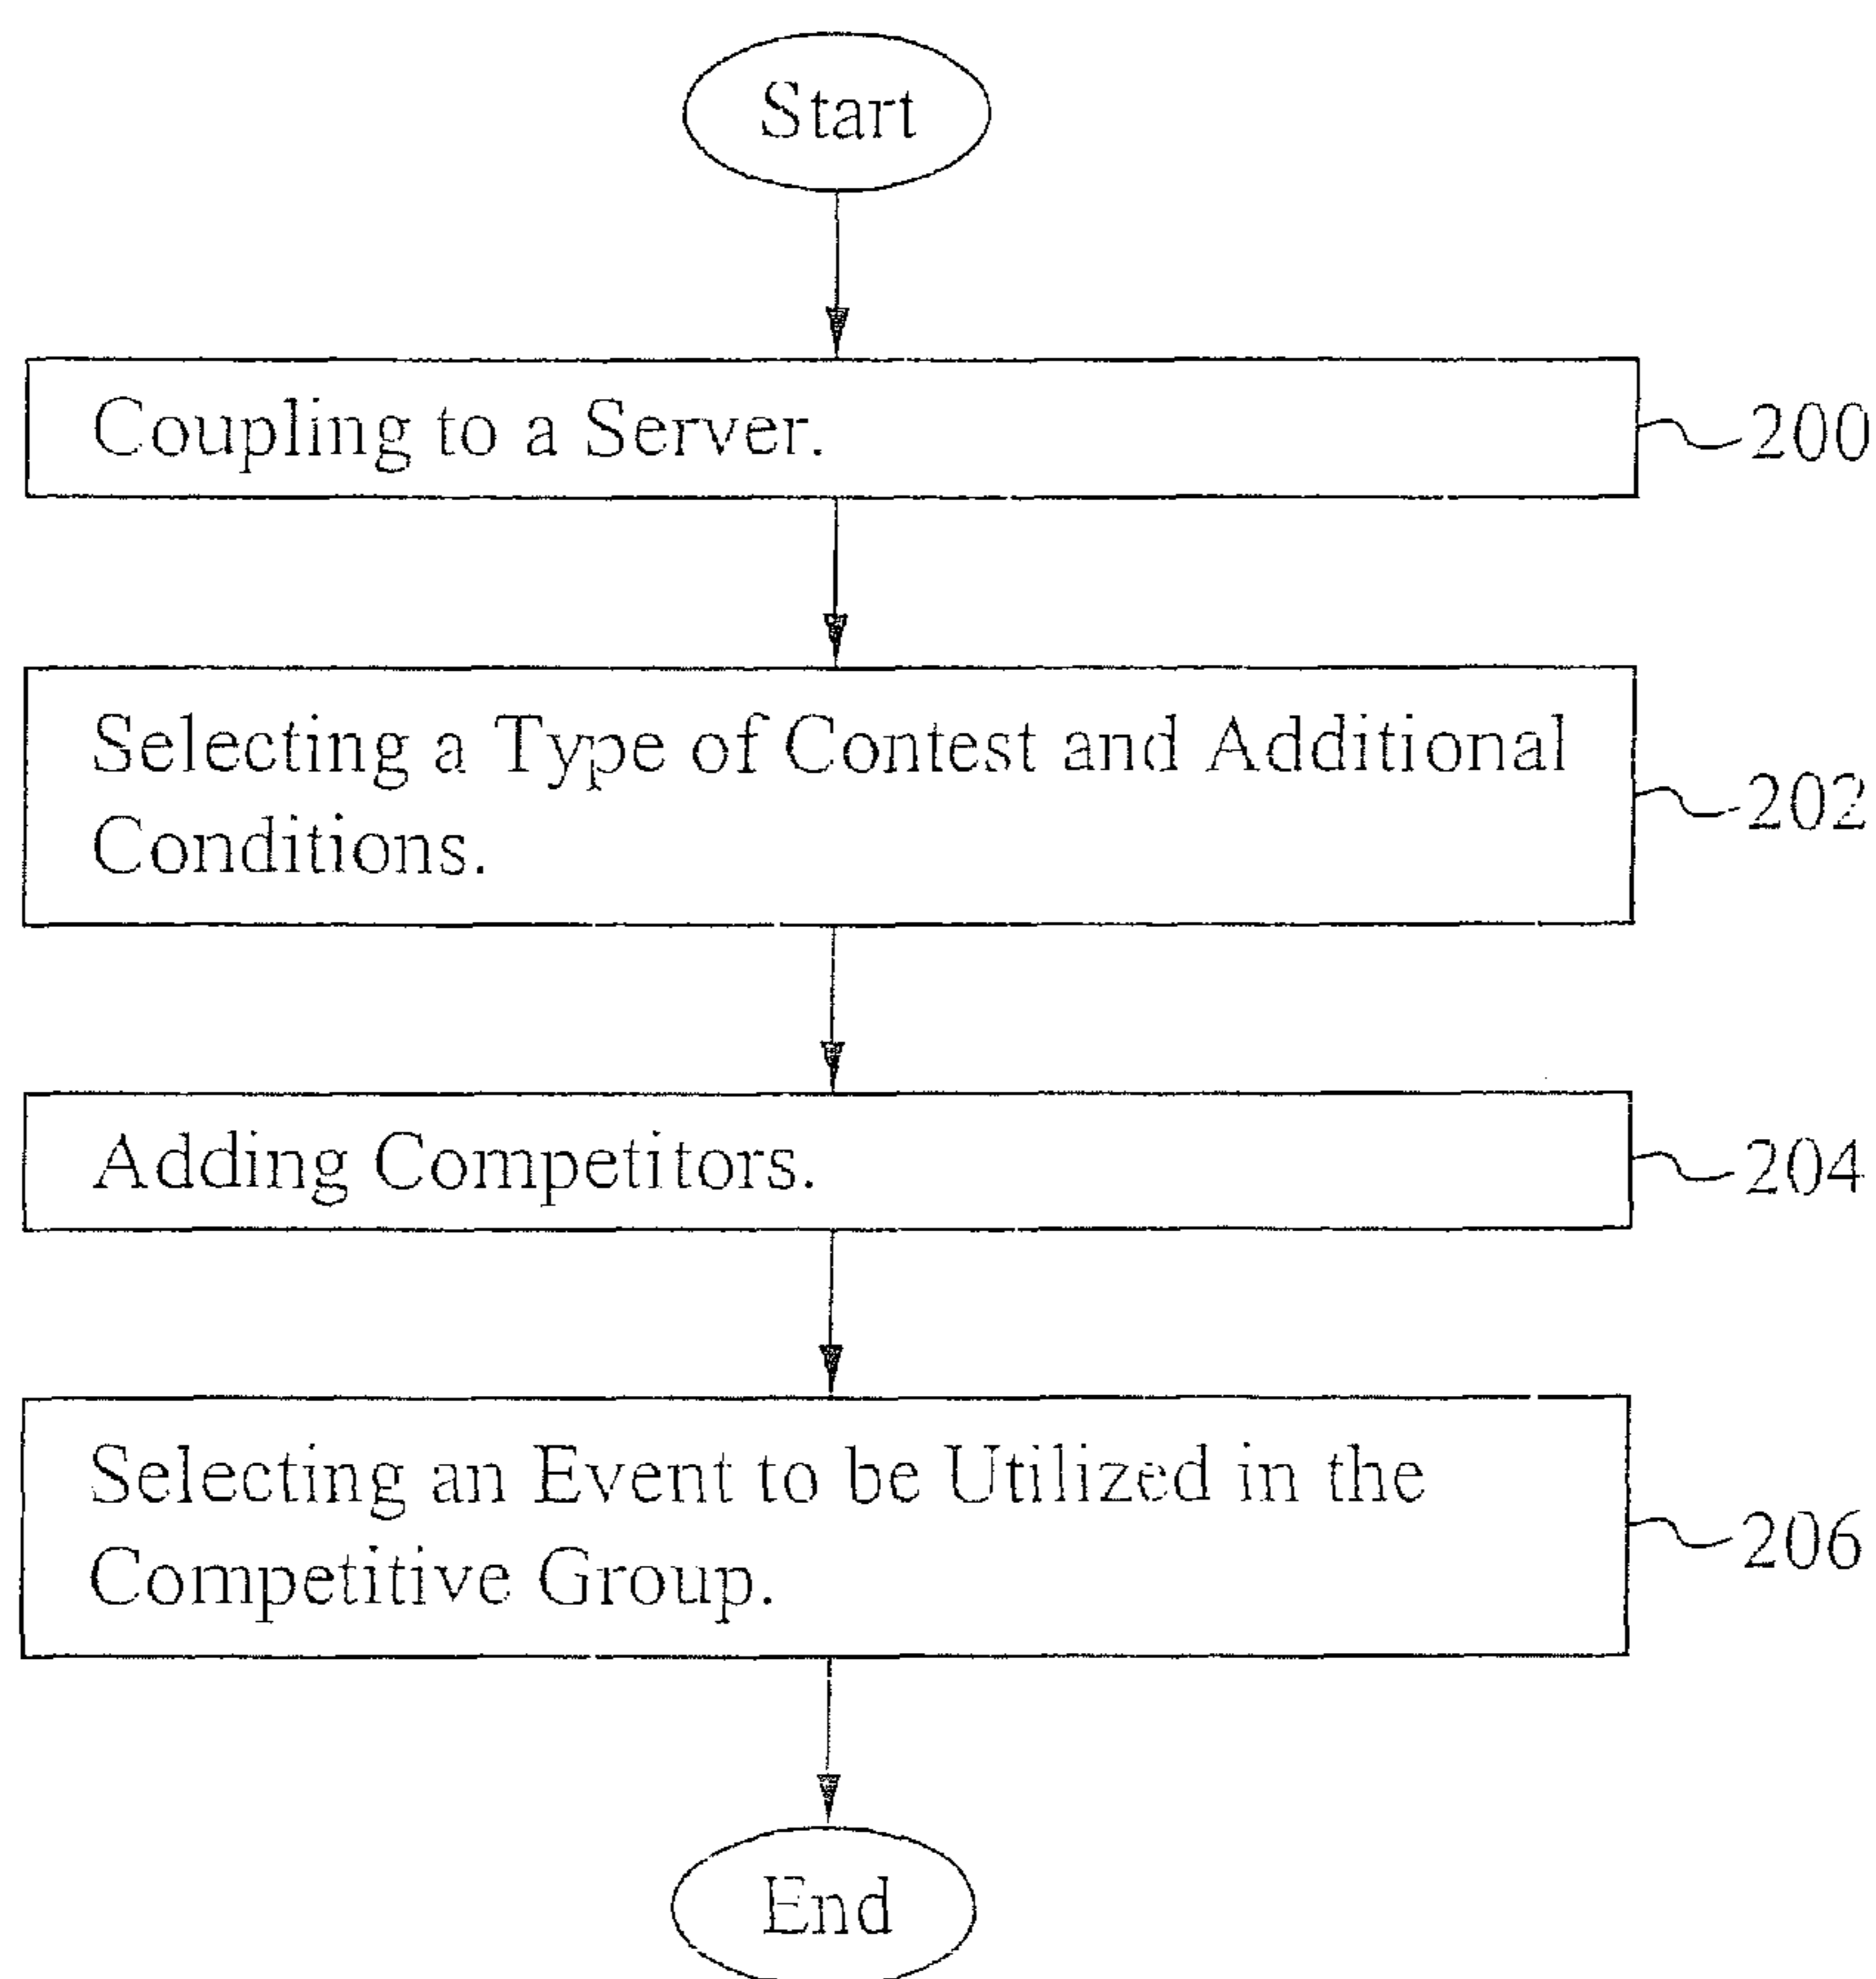 Start
Coupling to a Server.
200
Selecting a Type of Contest and Additional
Conditions.
202
Adding Competitors.
204
Selecting an Event to be Utilized in the
Competitive Group.
206
End